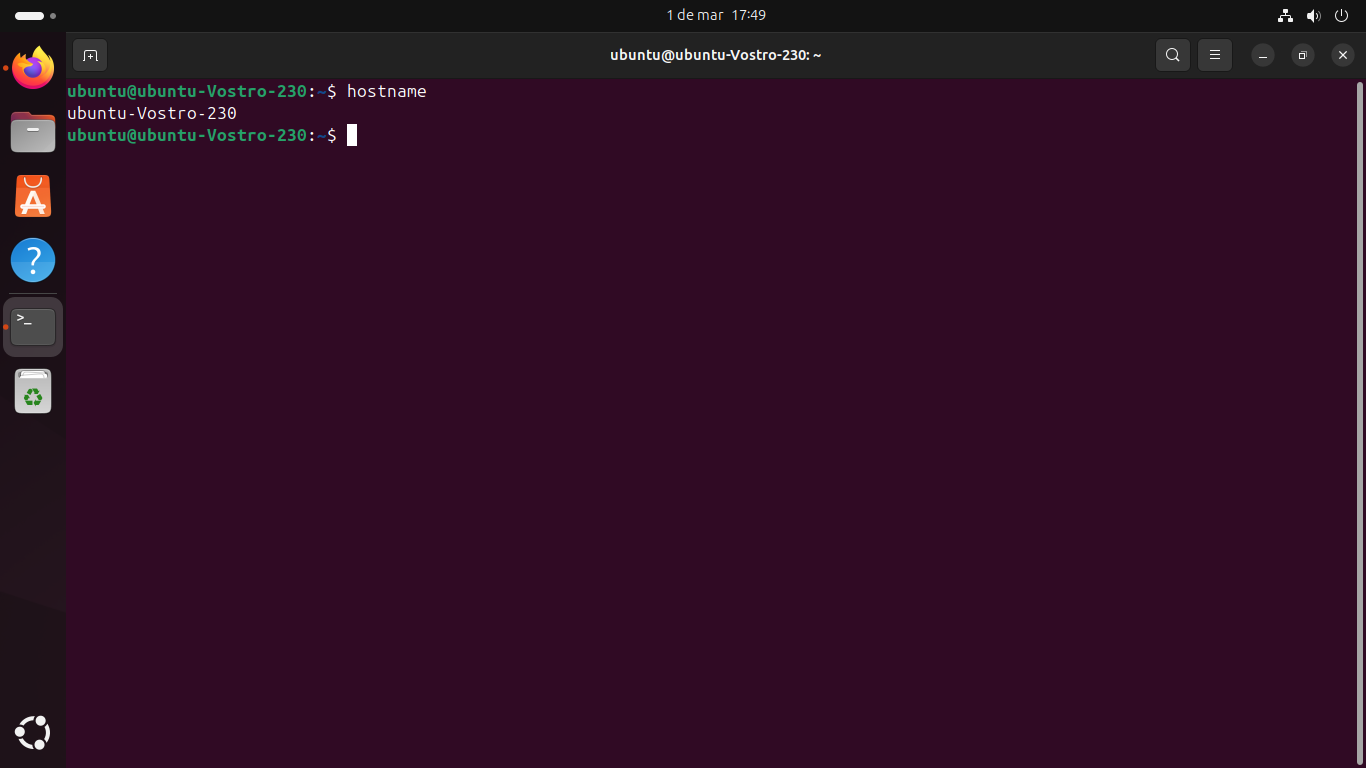 1 de mar 17:49
ubuntu@ubuntu-Vostro-230: ~
ubuntu@ubuntu-Vostro-230:~$ hostname
ubuntu-Vostro-230
ubuntu@ubuntu-Vostro-230:~$